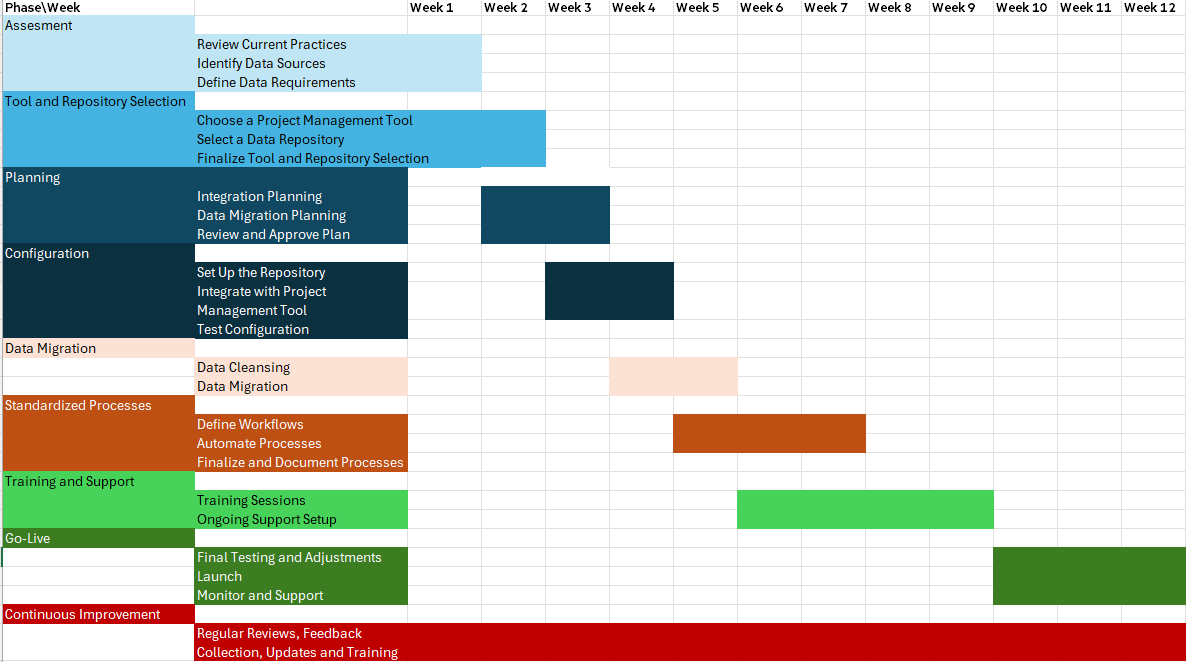 Phase\Week Week 1 Week 2 Week 3 Week 4 Week 5 Week 6 Week 7 Week 8 Week 9 Week 10 Week 11 Week 12
Assesment
Review Current Practices
Identify Data Sources
Define Data Requirements
Tool and Repository Selection
Choose a Project Management Tool
Select a Data Repository
Finalize Tool and Repository Selection
Planning
Integration Planning
Data Migration Planning
Review and Approve Plan
Configuration
Set Up the Repository
Integrate with Project
Management Tool
Test Configuration
Data Migration
Data Cleansing
Data Migration
Standardized Processes
Define Workflows
Automate Processes
Finalize and Document Processes
Training and Support
Training Sessions
Ongoing Support Setup
Go-Live
Final Testing and Adjustments
Launch
Monitor and Support
Continuous Improvement
Regular Reviews, Feedback
Collection, Updates and Training